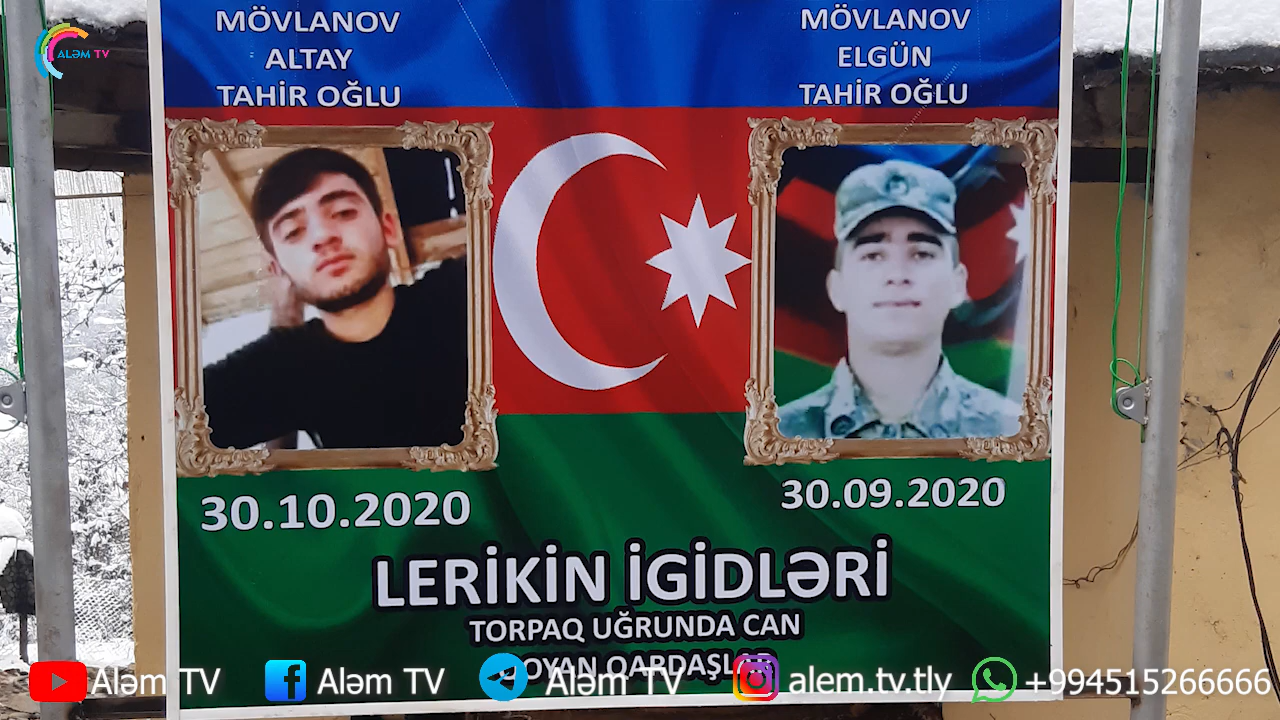 ALƏM TV
MÖVLANOV
ALTAY
TAHİR OĞLU
MÖVLANOV
ELGÜN
TAHİR OĞLU
30.10.2020
30.09.2020
LERİKİN İGİDLƏRİ
TORPAQ UĞRUNDA CAN
QARDAŞLAR
Aləm TV
Aləm TV
Aləm TV
alem.tv.tly
+994515266666